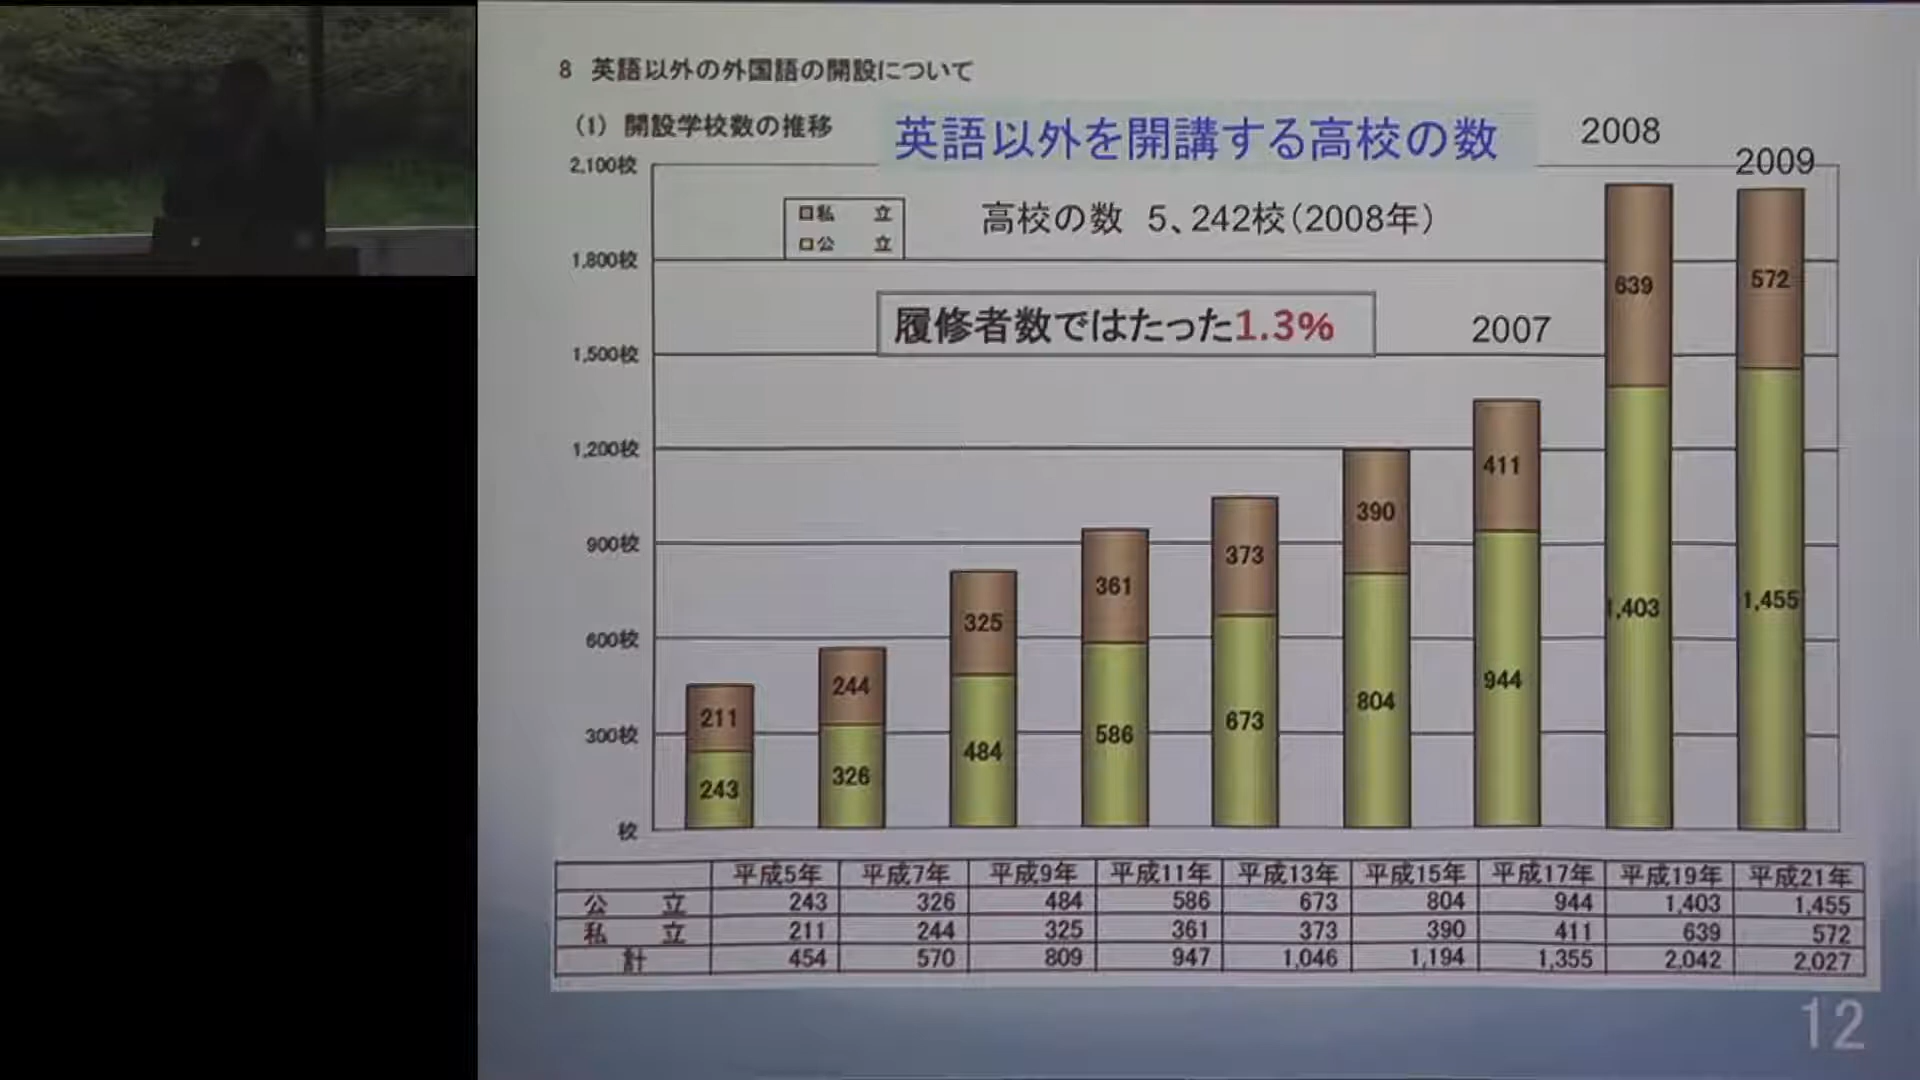 8 英語以外の外国語の開設について
(1) 開設学校数の推移
英語以外を開講する高校の数
2008
2009
2,100校
口私 立
口公 立
高校の数 5、242校(2008年)
1,800校
履修者数ではたった1.3%
2007
1,500校
1,200校
900校
600校
300校
校
211
243
244
326
325
484
361
586
373
673
390
804
411
944
639
1,403
572
1,455
平成5年 平成7年 平成9年 平成11年 平成13年 平成15年 平成17年 平成19年 平成21年
公 立 243 326 484 586 673 804 944 1,403 1,455
私 立 211 244 325 361 373 390 411 639 572
計 454 570 809 947 1,046 1,194 1,355 2,042 2,027
12